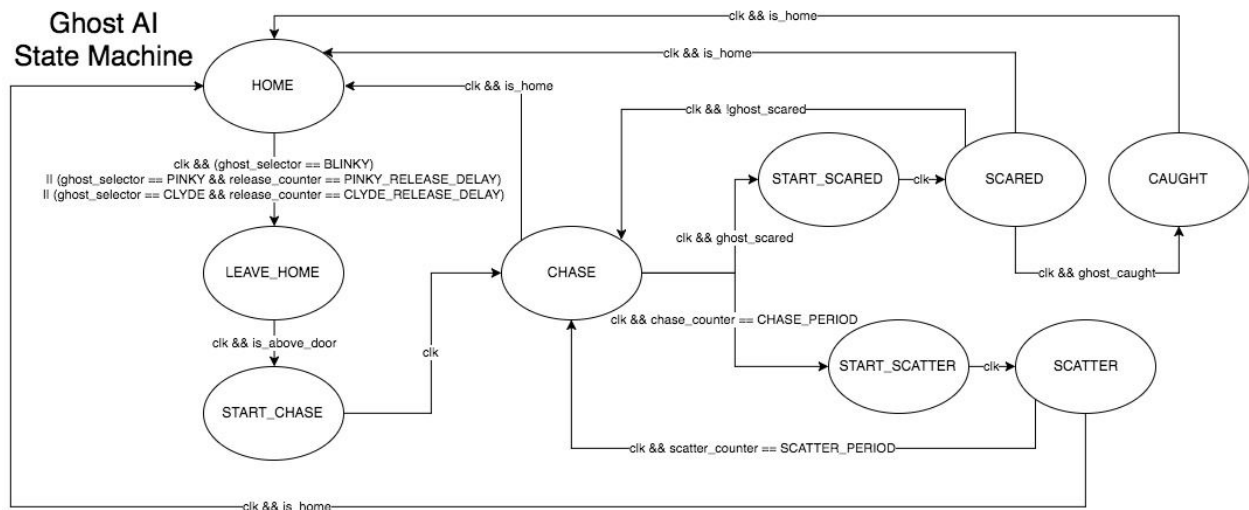 Ghost AI
State Machine
clk && is_home
clk && is_home
HOME
clk && is_home
clk && !ghost_scared
clk && (ghost_selector == BLINKY)
|| (ghost_selector == PINKY && release_counter == PINKY_RELEASE_DELAY)
|| (ghost_selector == CLYDE && release_counter == CLYDE_RELEASE_DELAY)
START_SCARED
clk
SCARED
CAUGHT
clk && ghost_scared
LEAVE_HOME
CHASE
clk && ghost_caught
clk && chase_counter == CHASE_PERIOD
clk && is_above_door
clk
START_SCATTER
clk
SCATTER
START_CHASE
clk && scatter_counter == SCATTER_PERIOD
clk && is_home